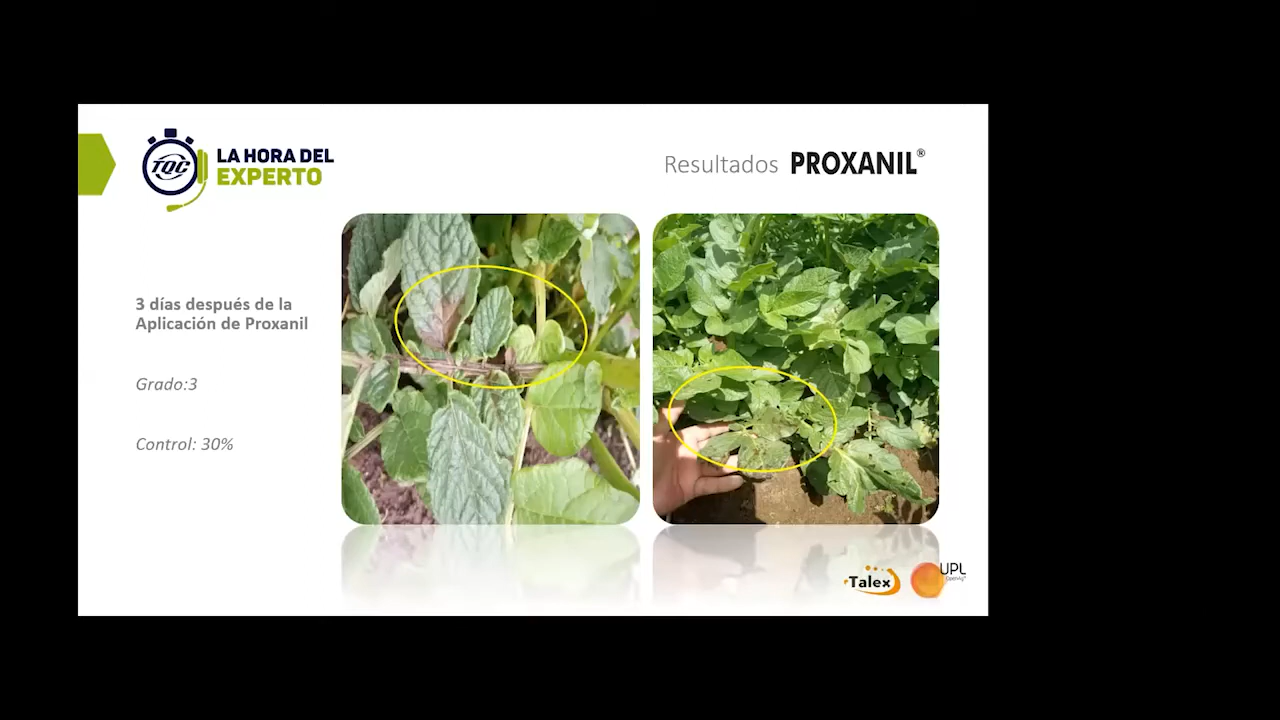 TQC
LA HORA DEL
EXPERTO
Resultados PROXANIL®
3 días después de la
Aplicación de Proxanil
Grado:3
Control: 30%
Talex
UPL
OpenAg